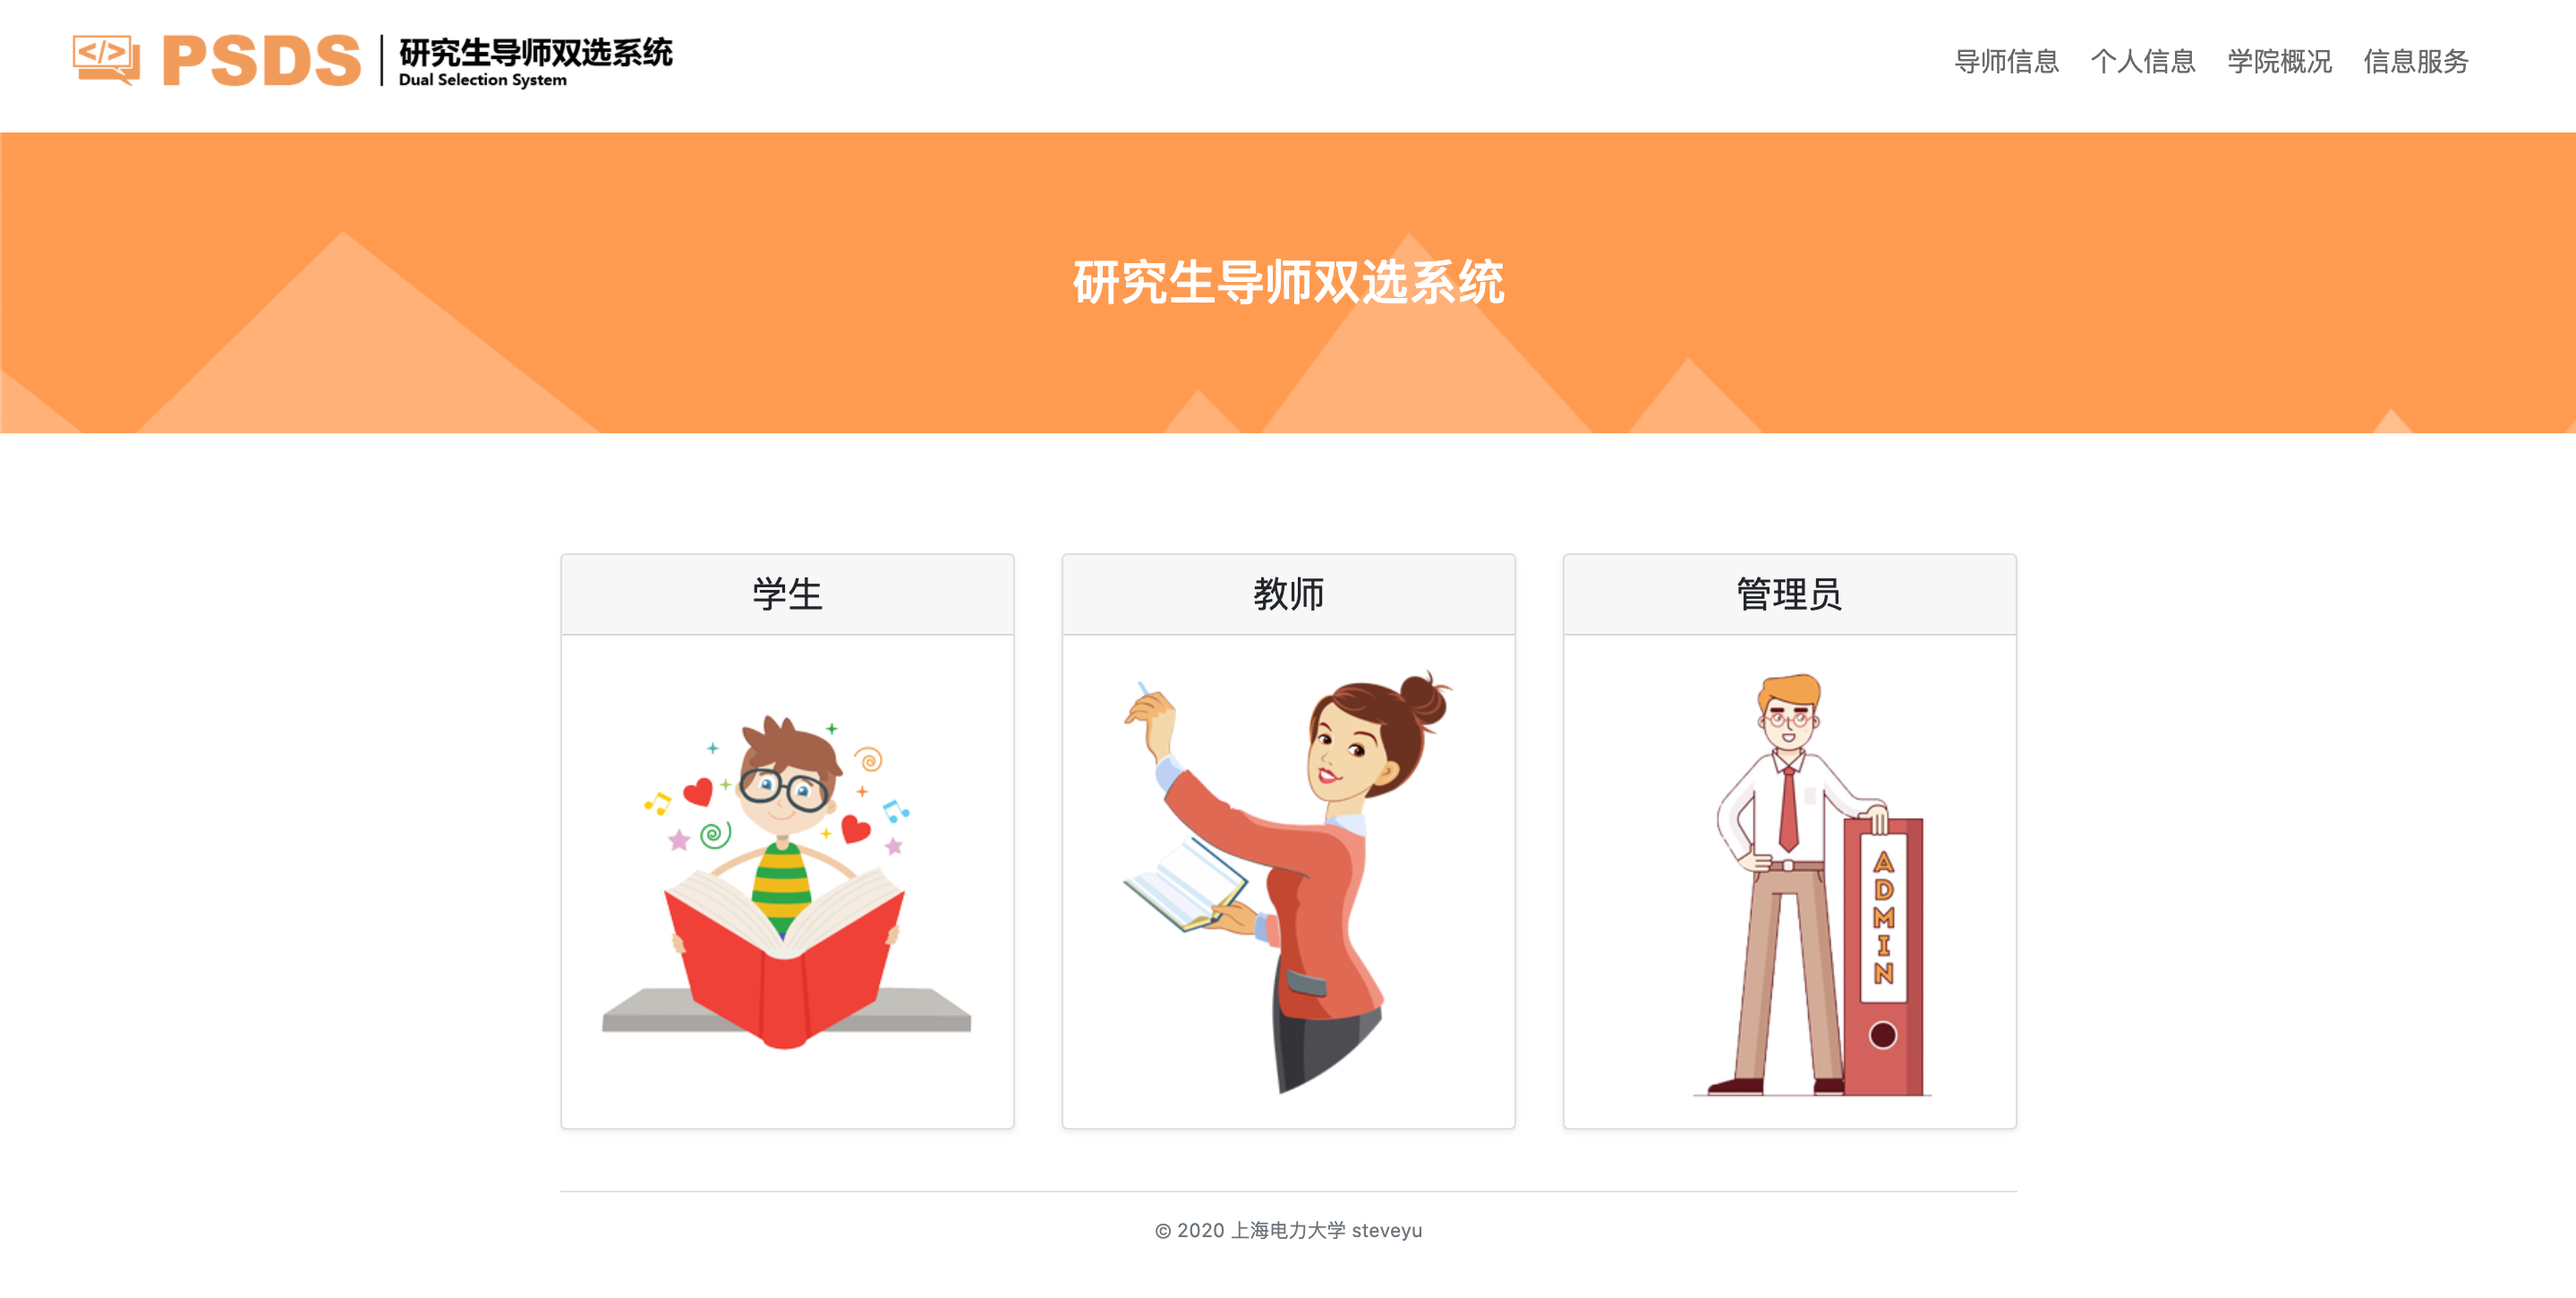 </> PSDS 研究生导师双选系统
Dual Selection System
导师信息 个人信息 学院概况 信息服务
研究生导师双选系统
学生
教师
管理员
ADMIN
© 2020 上海电力大学 steveyu